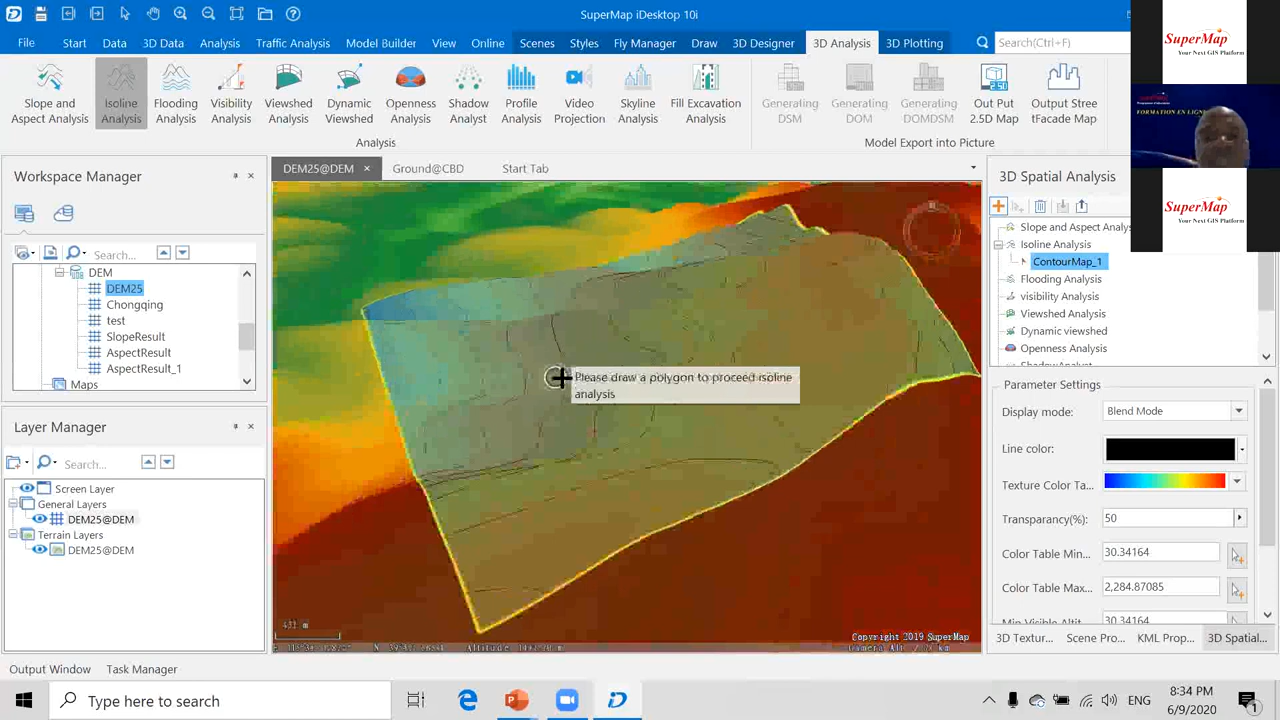 SuperMap iDesktop 10i
File
Start
Data
3D Data
Analysis
Traffic Analysis
Model Builder
View
Online
Scenes
Styles
Fly Manager
Draw
3D Designer
3D Analysis
3D Plotting
Search(Ctrl+F)
Slope and Aspect Analysis
Isoline Analysis
Flooding Analysis
Visibility Analysis
Viewshed Analysis
Dynamic Viewshed
Openness Analysis
Shadow Analyst
Profile Analysis
Video Projection
Skyline Analysis
Fill Excavation Analysis
Generating DSM
Generating DOM
Generating DOMDSM
Out Put 2.5D Map
Output Stree tFacade Map
Analysis
Model Export into Picture
SuperMap
Your Next GIS Platform
FORMATION EN LIGNE
SuperMap
Your Next GIS Platform
Workspace Manager
Search...
DEM
DEM25
Chongqing
test
SlopeResult
AspectResult
AspectResult_1
Maps
Layer Manager
Search...
Screen Layer
General Layers
DEM25@DEM
Terrain Layers
DEM25@DEM
DEM25@DEM
Ground@CBD
Start Tab
Please draw a polygon to proceed isoline
analysis
Copyright 2019 SuperMap
3D Spatial Analysis
Slope and Aspect Analys
Isoline Analysis
ContourMap_1
Flooding Analysis
visibility Analysis
Viewshed Analysis
Dynamic viewshed
Openness Analysis
Parameter Settings
Display mode:
Blend Mode
Line color:
Texture Color Ta...
Transparency(%):
50
Color Table Min...
30.34164
Color Table Max...
2,284.87085
Min Visible Altit...
30.34164
3D Textur...
Scene Pro...
KML Prop...
3D Spatial...
Output Window
Task Manager
Type here to search
ENG
8:34 PM
6/9/2020
1